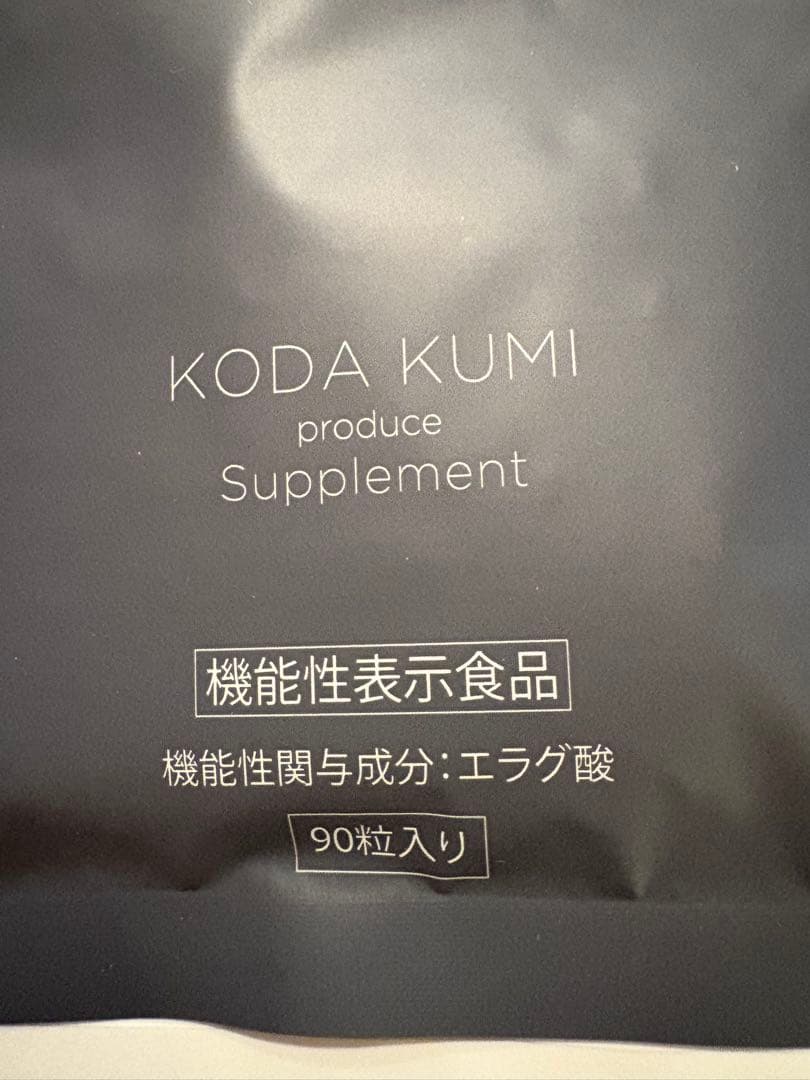 KODA KUMI
produce
Supplement
機能性表示食品
機能性関与成分：エラグ酸
90粒入り